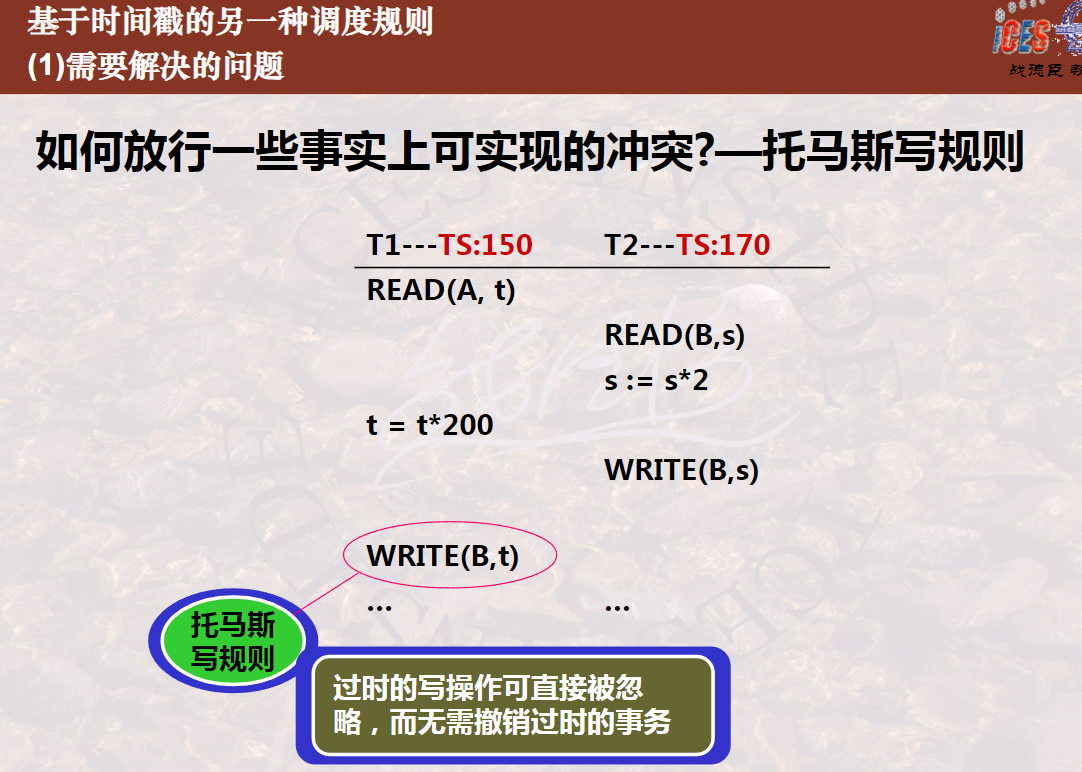 基于时间戳的另一种调度规则
(1)需要解决的问题
iCES
战德臣 教
如何放行一些事实上可实现的冲突?—托马斯写规则
T1---TS:150 T2---TS:170
READ(A, t)
READ(B,s)
s := s*2
t = t*200
WRITE(B,s)
WRITE(B,t)
... ...
托马斯
写规则
过时的写操作可直接被忽
略，而无需撤销过时的事务